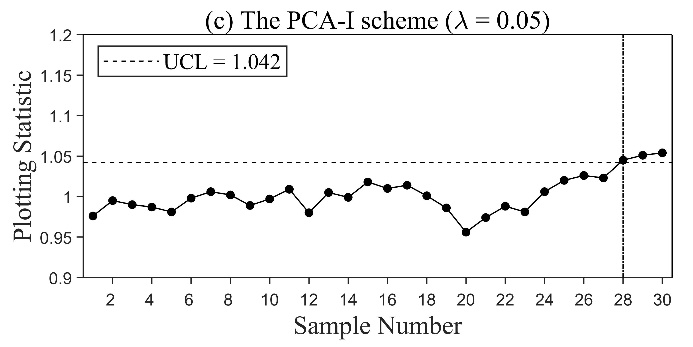 (c) The PCA-I scheme (λ = 0.05)
UCL = 1.042
Plotting Statistic
1.2
1.15
1.1
1.05
1
0.95
0.9
2 4 6 8 10 12 14 16 18 20 22 24 26 28 30
Sample Number